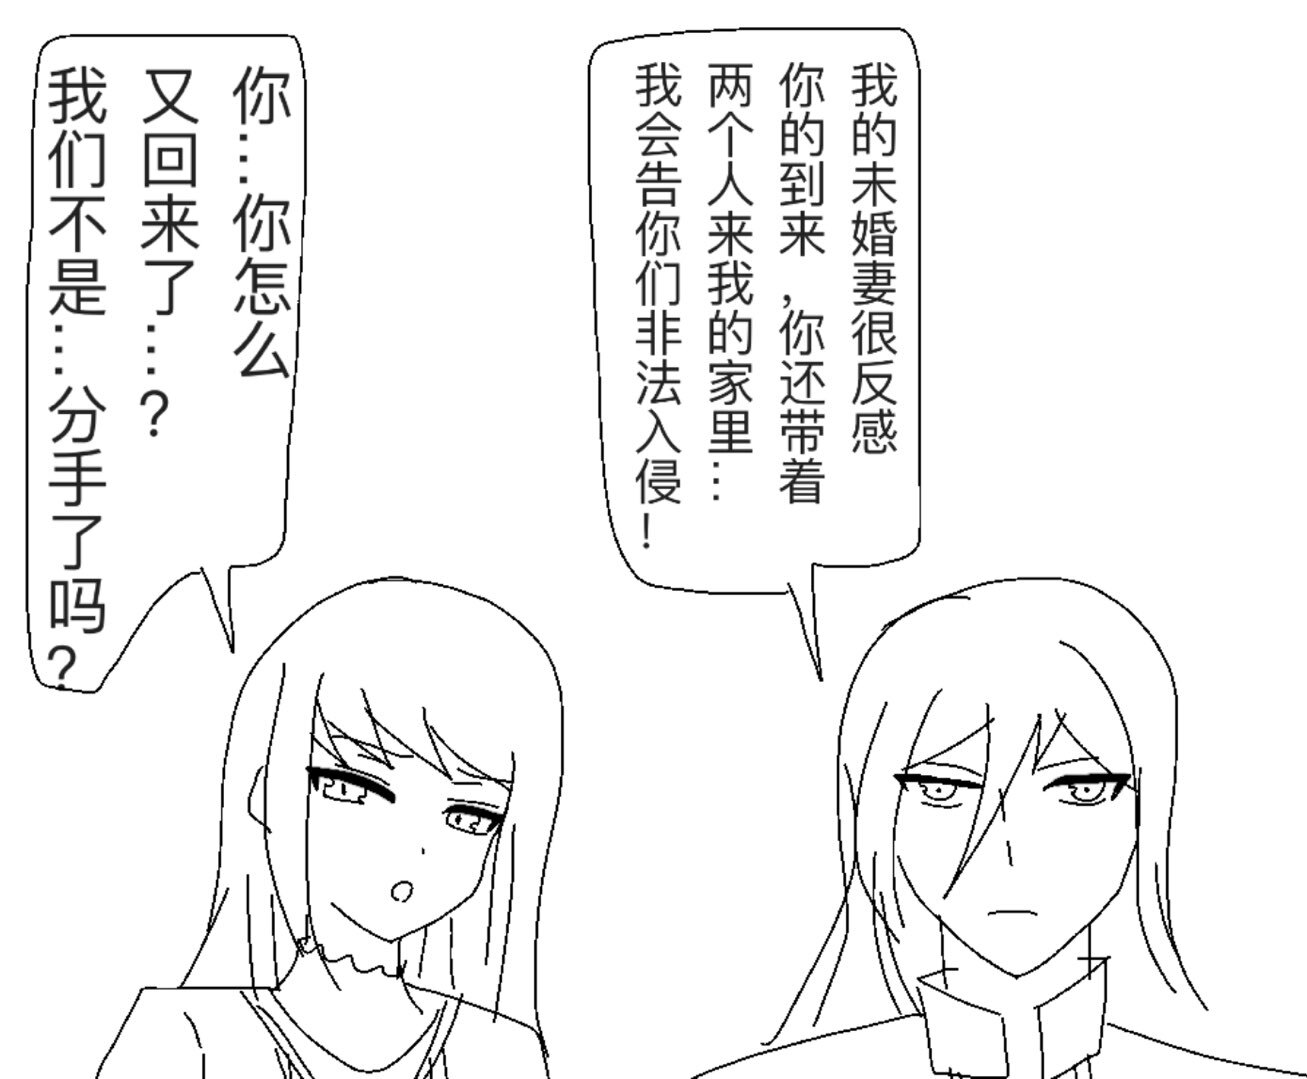 你…你怎么
又回来了…?
我们不是…分手了吗?
我的未婚妻很反感
你的到来，你还带着
两个人来我的家里…
我会告你们非法入侵！